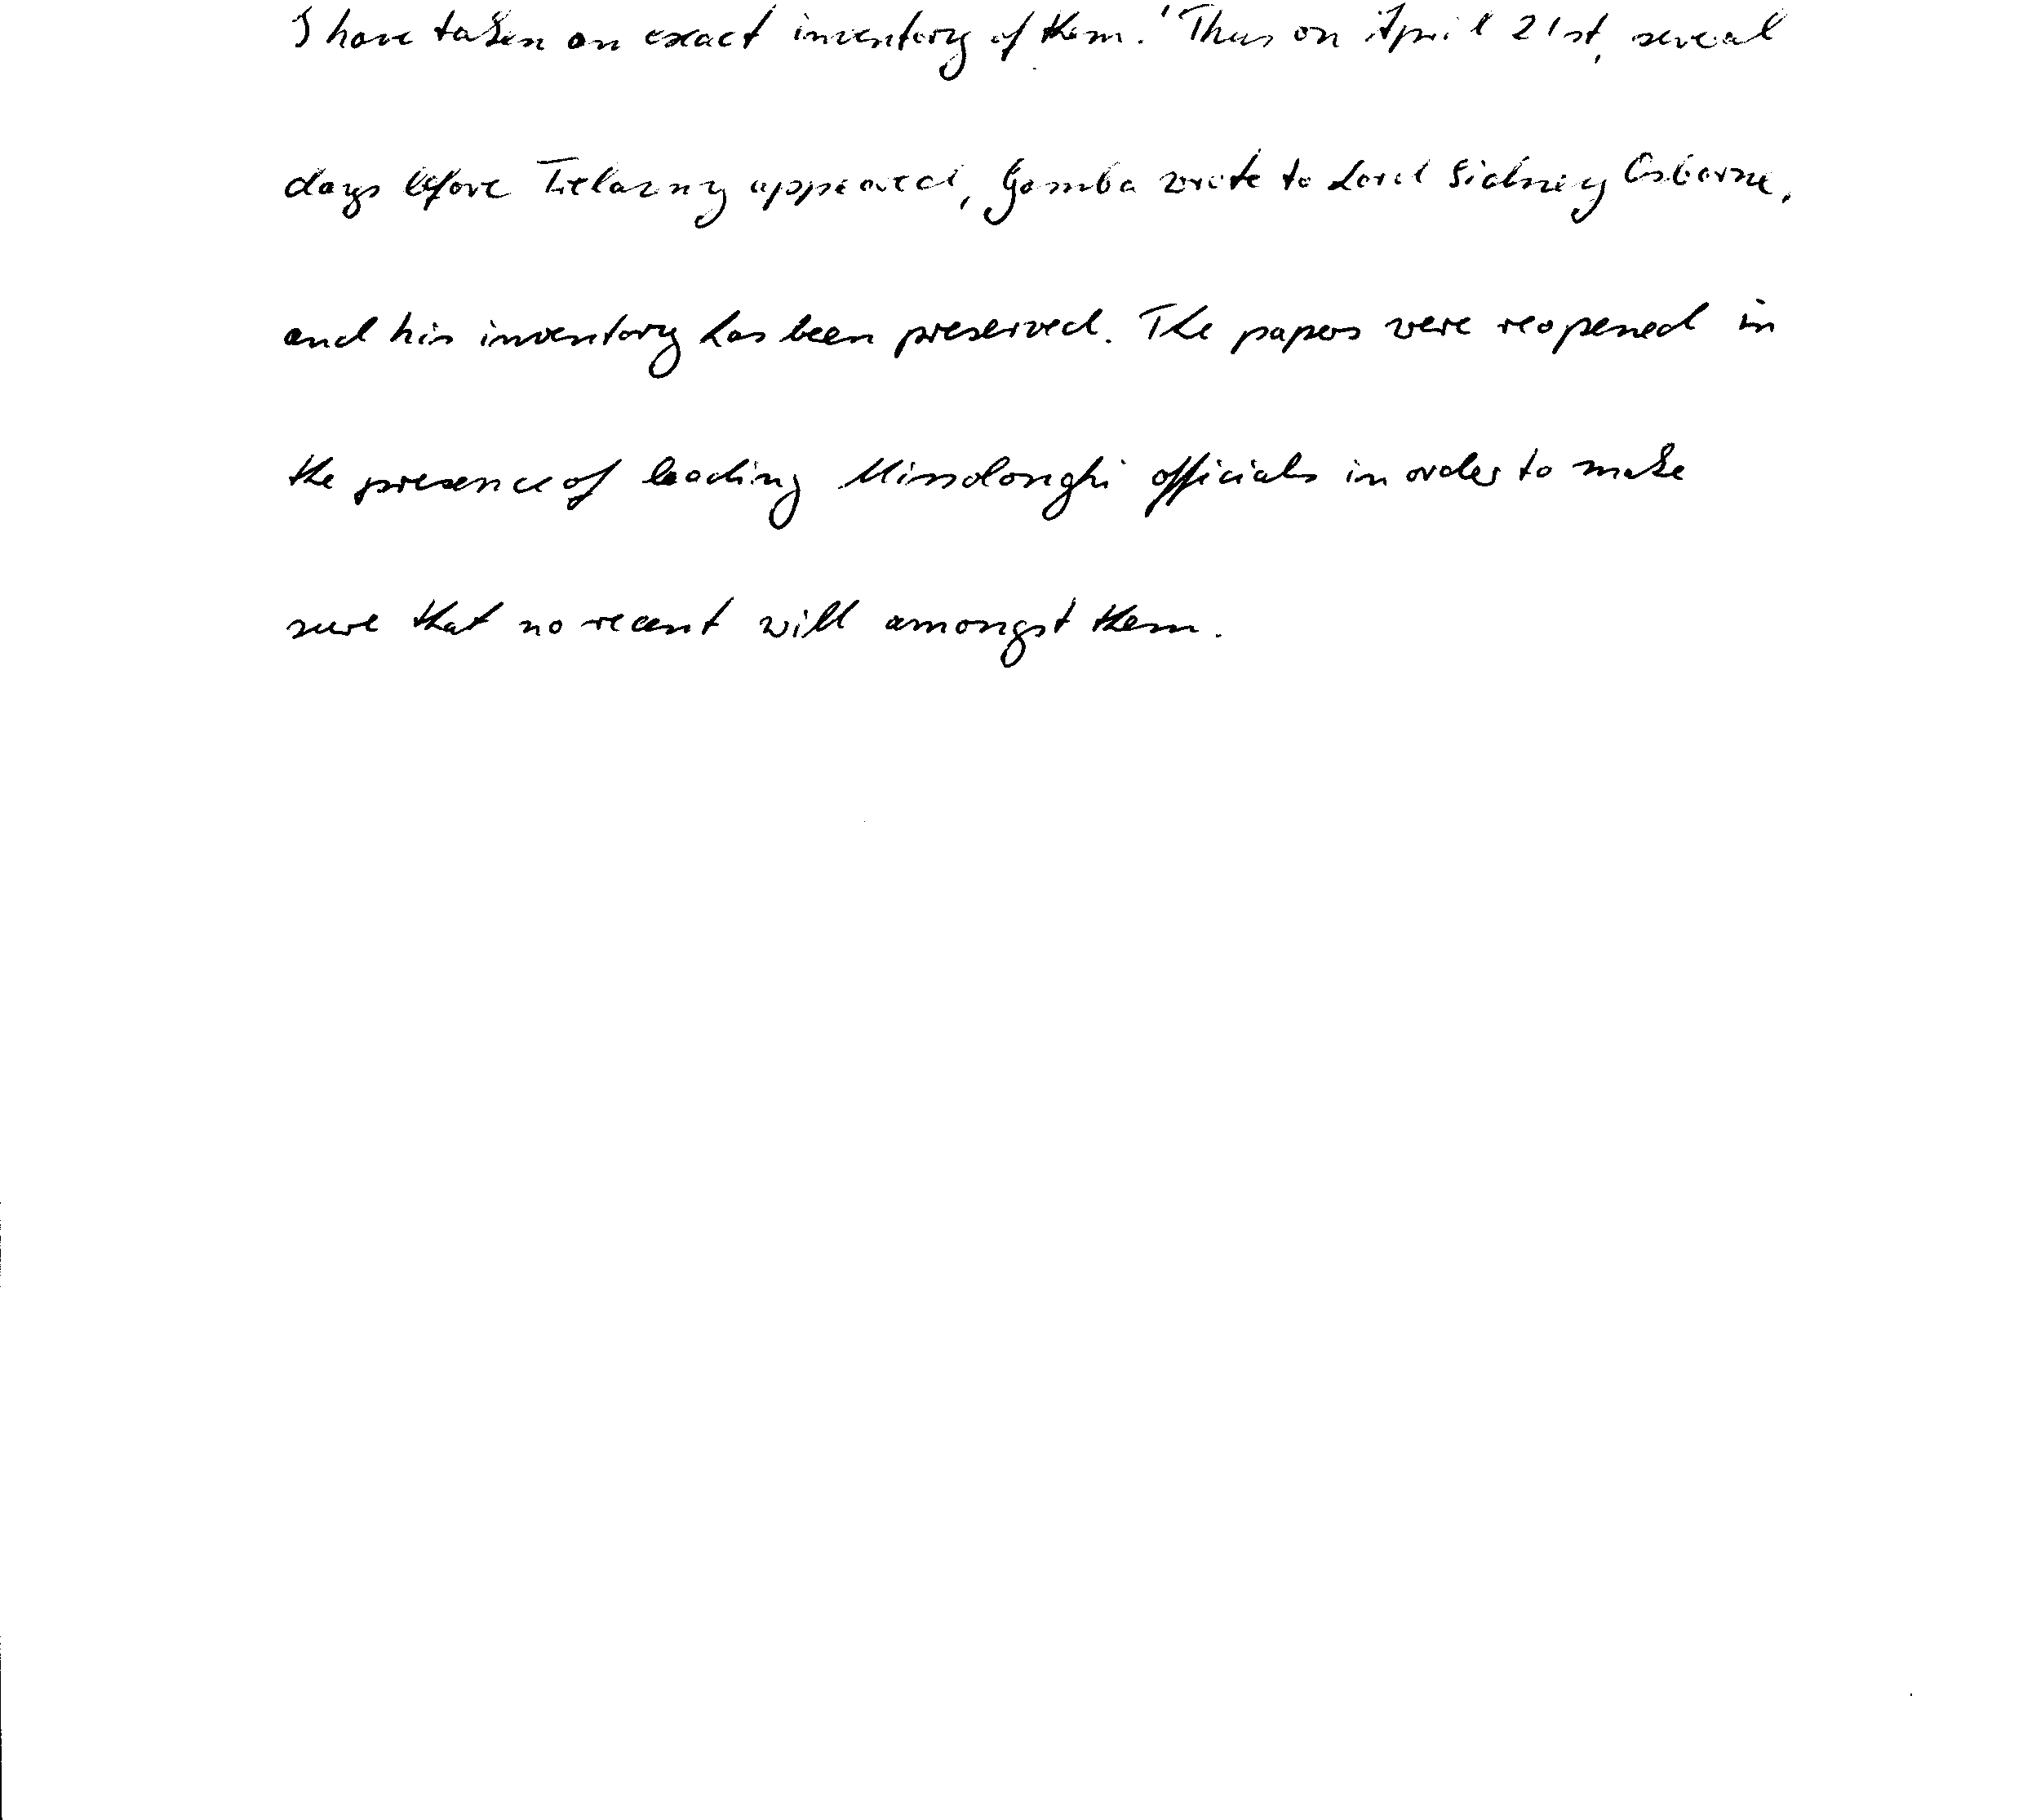 I have taken an exact inventory of them.' Thus on April 21st, several
days before Trelawny appeared, Gamba wrote to Lord Sidney Osborne,
and his inventory has been preserved. The papers were reopened in
the presence of leading Missolonghi officials in order to make
sure that no recent will amongst them.